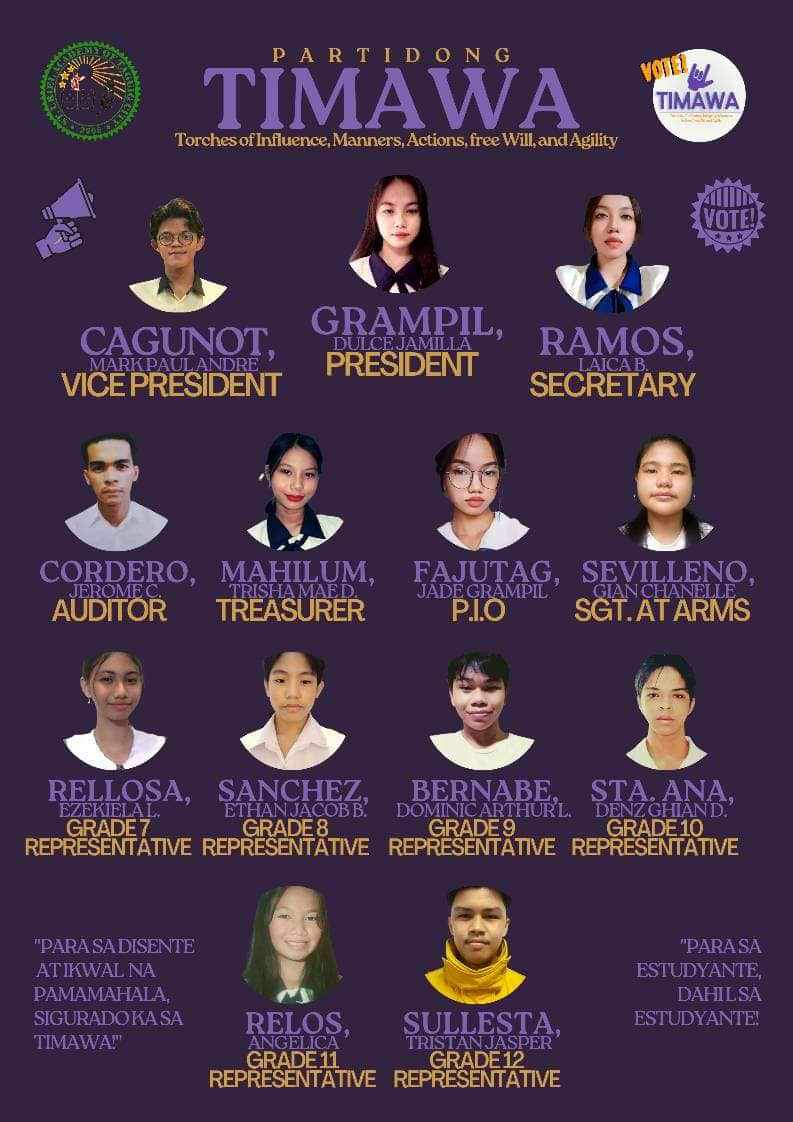 PARTIDONG
TIMAWA
Torches of Influence, Manners, Actions, free Will, and Agility
VOTE!
TIMAWA
2006
VOTE!
CAGUNOT,
MARK PAUL ANDRE
VICE PRESIDENT
GRAMPIL,
DULCE JAMILLA
PRESIDENT
RAMOS,
LAICA B.
SECRETARY
CORDERO,
JEROME C.
AUDITOR
MAHILUM,
TRISHA MAE D.
TREASURER
FAJUTAG,
JADE GRAMPIL
P.I.O
SEVILLENO,
GIAN CHANELLE
SGT. AT ARMS
RELLOSA,
EZEKIELA L.
GRADE 7
REPRESENTATIVE
SANCHEZ,
ETHAN JACOB B.
GRADE 8
REPRESENTATIVE
BERNABE,
DOMINIC ARTHUR L.
GRADE 9
REPRESENTATIVE
STA. ANA,
DENZ GHIAN D.
GRADE 10
REPRESENTATIVE
"PARA SA DISENTE
AT IKWAL NA
PAMAMAHALA,
SIGURADO KA SA
TIMAWA!"
RELOS,
ANGELICA
GRADE 11
REPRESENTATIVE
SULLESTA,
TRISTAN JASPER
GRADE 12
REPRESENTATIVE
"PARA SA
ESTUDYANTE,
DAHIL SA
ESTUDYANTE!